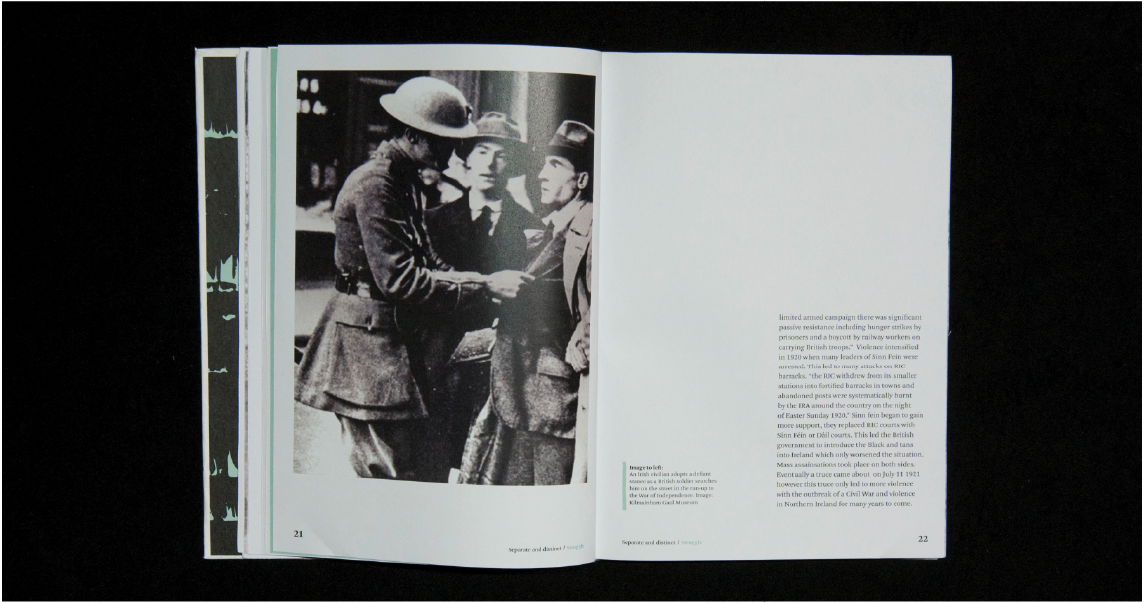 21
Separate and distinct / Struggle
Image to left:
An Irish civilian adopts a defiant
stance as a British soldier searches
him on the street in the run-up to
the War of Independence. Image:
Kilmainham Gaol Museum
Separate and distinct / Struggle
limited armed campaign there was significant
passive resistance including hunger strikes by
prisoners and a boycott by railway workers on
carrying British troops." Violence intensified
in 1920 when many leaders of Sinn Fein were
arrested. This led to many attacks on RIC
barracks. "the RIC withdrew from its smaller
stations into fortified barracks in towns and
abandoned posts were systematically burnt
by the IRA around the country on the night
of Easter Sunday 1920." Sinn fein began to gain
more support, they replaced RIC courts with
Sinn Féin or Dáil courts. This led the British
government to introduce the Black and tans
into Ireland which only worsened the situation.
Mass assaination took place on both sides.
Eventually a truce came about on July 11 1921
however this truce only led to more violence
with the outbreak of a Civil War and violence
in Northern Ireland for many years to come.
22